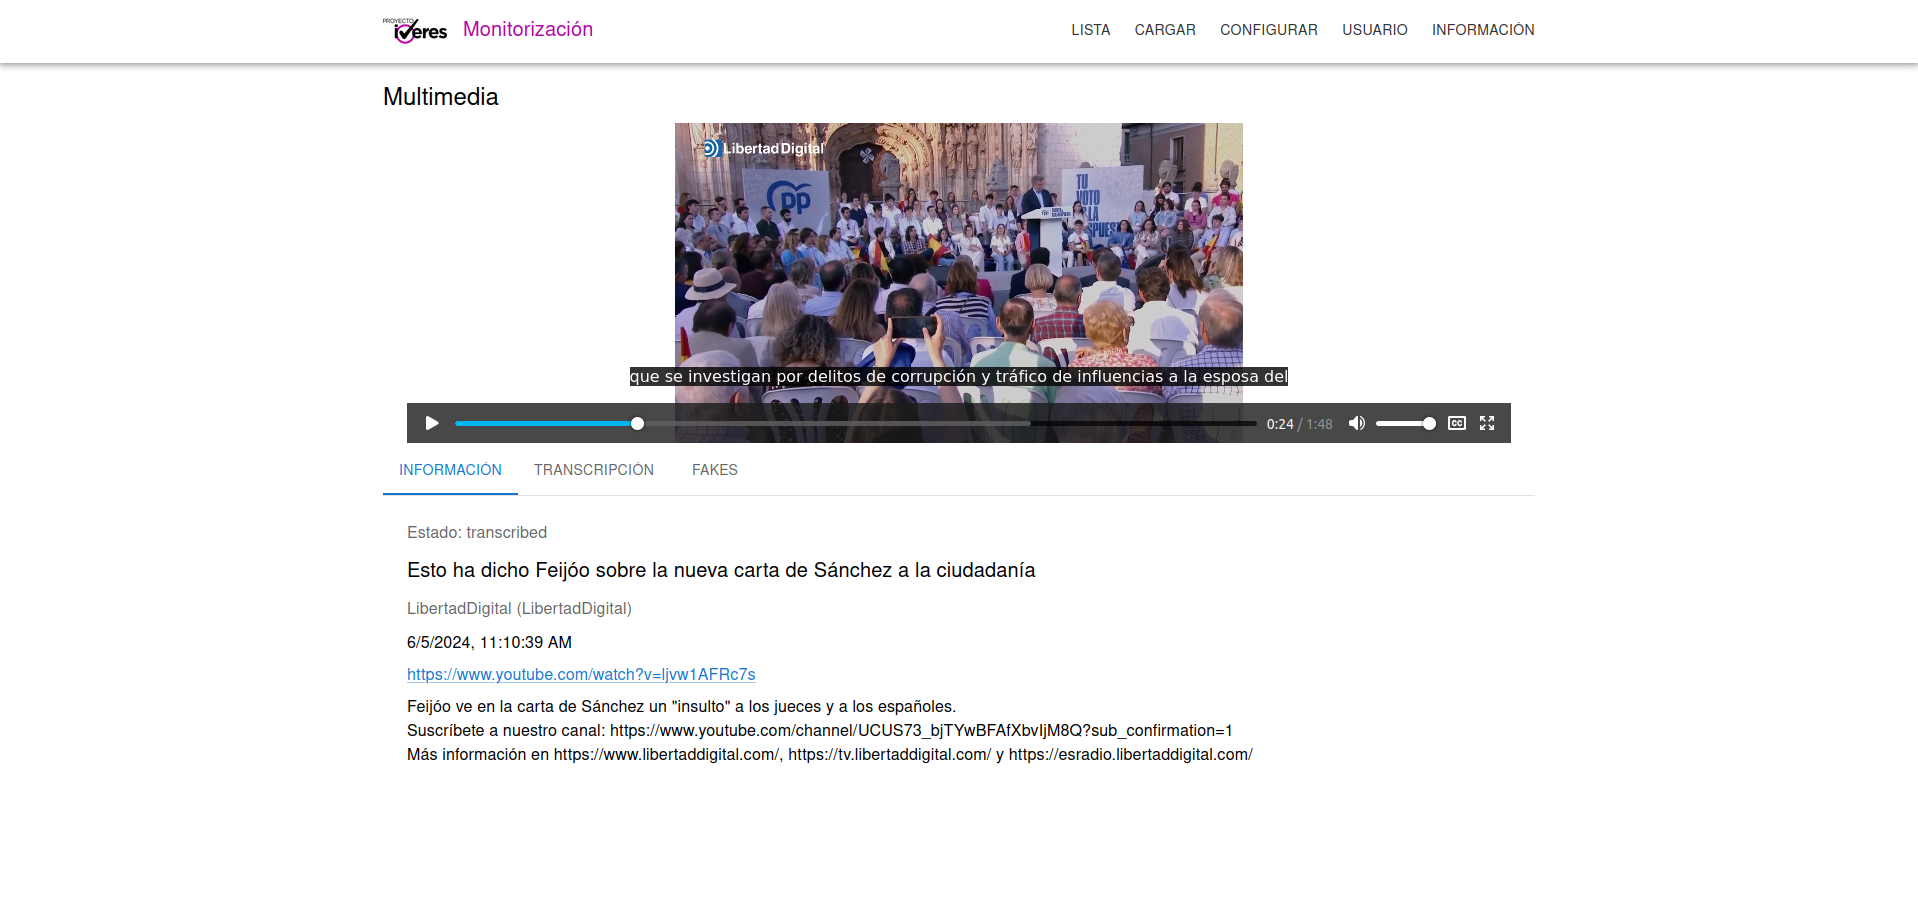 PROYECTO
iVeres
Monitorización
LISTA CARGAR CONFIGURAR USUARIO INFORMACIÓN
Multimedia
LibertadDigital
pp
TU
VOTO
LA
que se investigan por delitos de corrupción y tráfico de influencias a la esposa del
0:24 / 1:48
CC
INFORMACIÓN TRANSCRIPCIÓN FAKES
Estado: transcribed
Esto ha dicho Feijóo sobre la nueva carta de Sánchez a la ciudadanía
LibertadDigital (LibertadDigital)
6/5/2024, 11:10:39 AM
https://www.youtube.com/watch?v=ljvw1AFRc7s
Feijóo ve en la carta de Sánchez un "insulto" a los jueces y a los españoles.
Suscríbete a nuestro canal: https://www.youtube.com/channel/UCUS73_bjTYwBFAfXbvIjM8Q?sub_confirmation=1
Más información en https://www.libertaddigital.com/, https://tv.libertaddigital.com/ y https://esradio.libertaddigital.com/